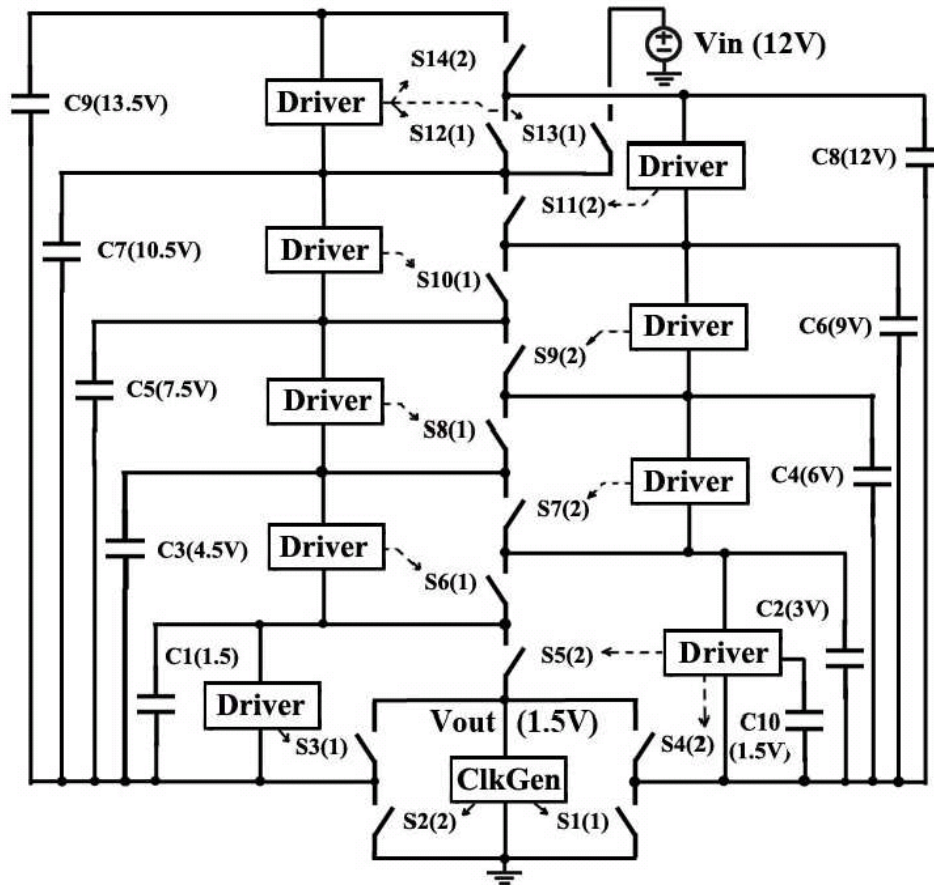 Vin (12V)
S14(2)
C9(13.5V)
Driver
S12(1)
S13(1)
C8(12V)
Driver
S11(2)
C7(10.5V)
Driver
S10(1)
C6(9V)
Driver
S9(2)
C5(7.5V)
Driver
S8(1)
C4(6V)
Driver
S7(2)
C3(4.5V)
Driver
S6(1)
C2(3V)
C1(1.5)
S5(2)
Driver
Driver
Vout (1.5V)
C10
(1.5V)
S3(1)
S4(2)
ClkGen
S2(2)
S1(1)